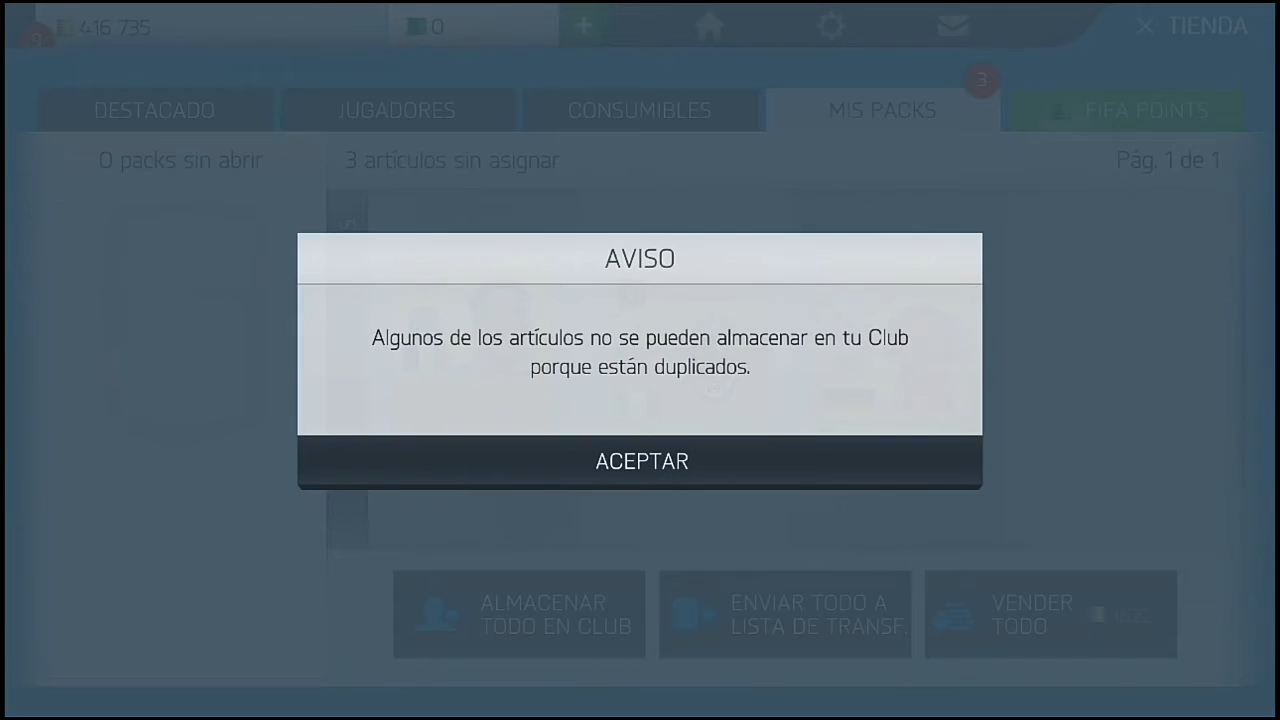 416 735
0
TIENDA
9
3
DESTACADO
JUGADORES
CONSUMIBLES
MIS PACKS
FIFA POINTS
0 packs sin abrir
3 artículos sin asignar
Pág. 1 de 1
AVISO
Algunos de los artículos no se pueden almacenar en tu Club
porque están duplicados.
ACEPTAR
ALMACENAR
TODO EN CLUB
ENVIAR TODO A
LISTA DE TRANSF.
VENDER
TODO